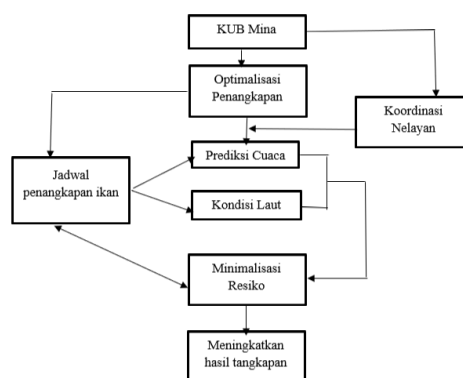 KUB Mina
Optimalisasi
Penangkapan
Koordinasi
Nelayan
Prediksi Cuaca
Jadwal
penangkapan ikan
Kondisi Laut
Minimalisasi
Resiko
Meningkatkan
hasil tangkapan